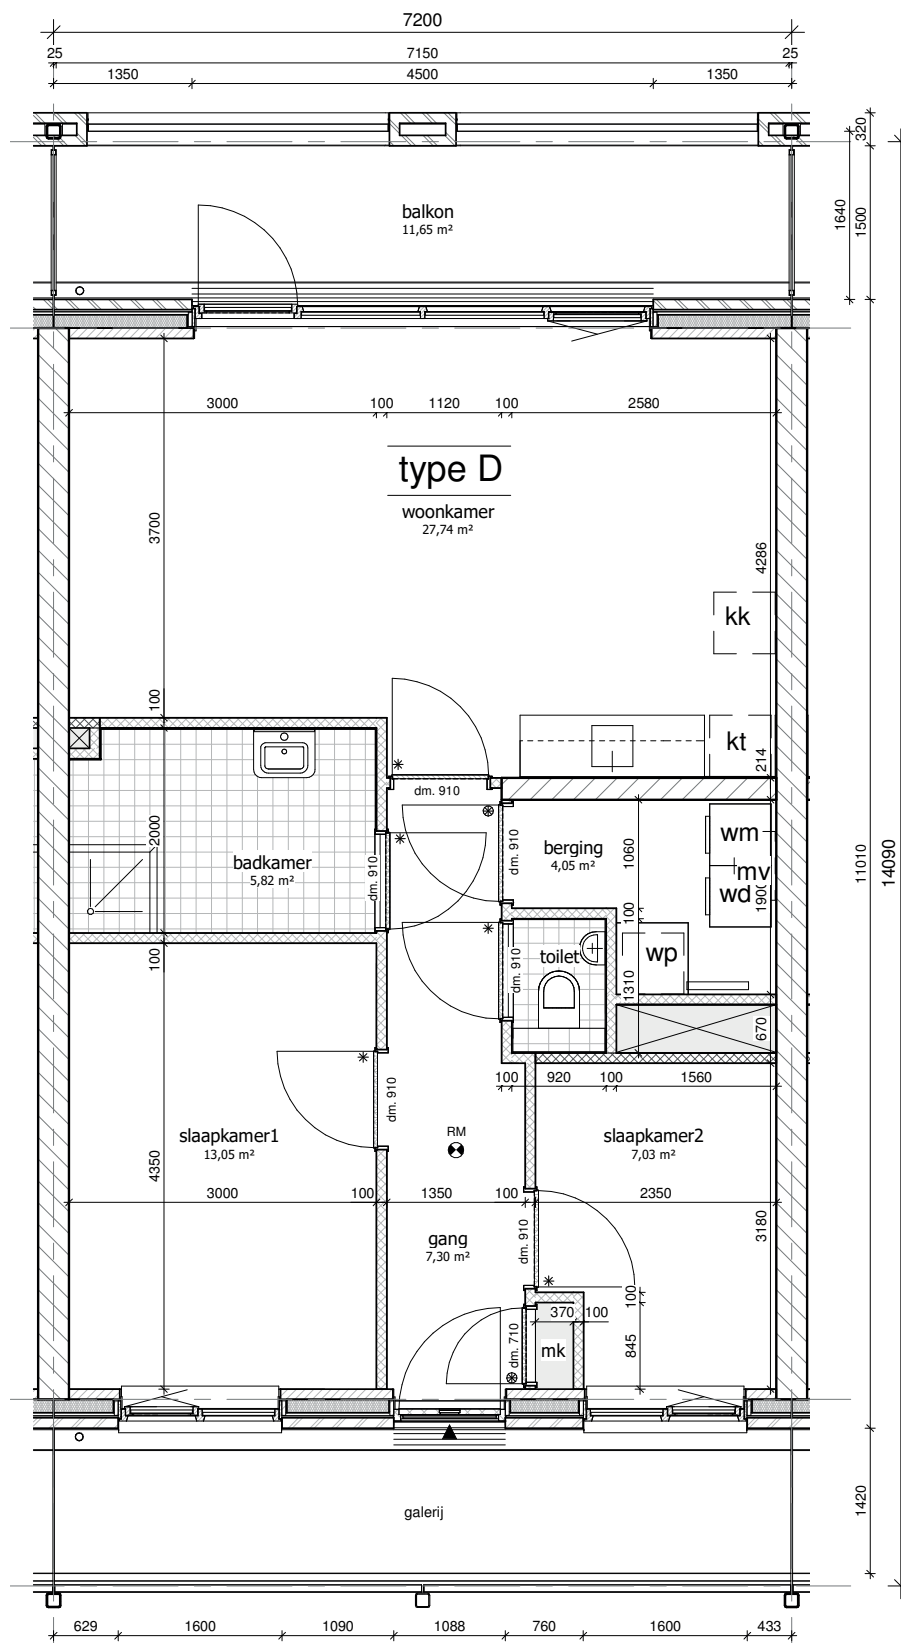 7200
25 7150 25
1350 4500 1350
320
balkon
11,65 m²
1640
1500
3000 100 1120 100 2580
type D
woonkamer
27,74 m²
3700
4286
kk
100
kt
214
dm. 910
badkamer
5,82 m²
2000
dm. 910
dm. 910
berging
4,05 m²
1060
wm
mv
wd
1900
11010
14090
100
toilet
wp
dm. 910
1310
670
100
100 920 100 1560
dm. 910
RM
slaapkamer1
13,05 m²
slaapkamer2
7,03 m²
4350
3000 100 1350 100 2350
3180
gang
7,30 m²
dm. 910
100
370 100
dm. 710
mk
845
galerij
1420
629 1600 1090 1088 760 1600 433